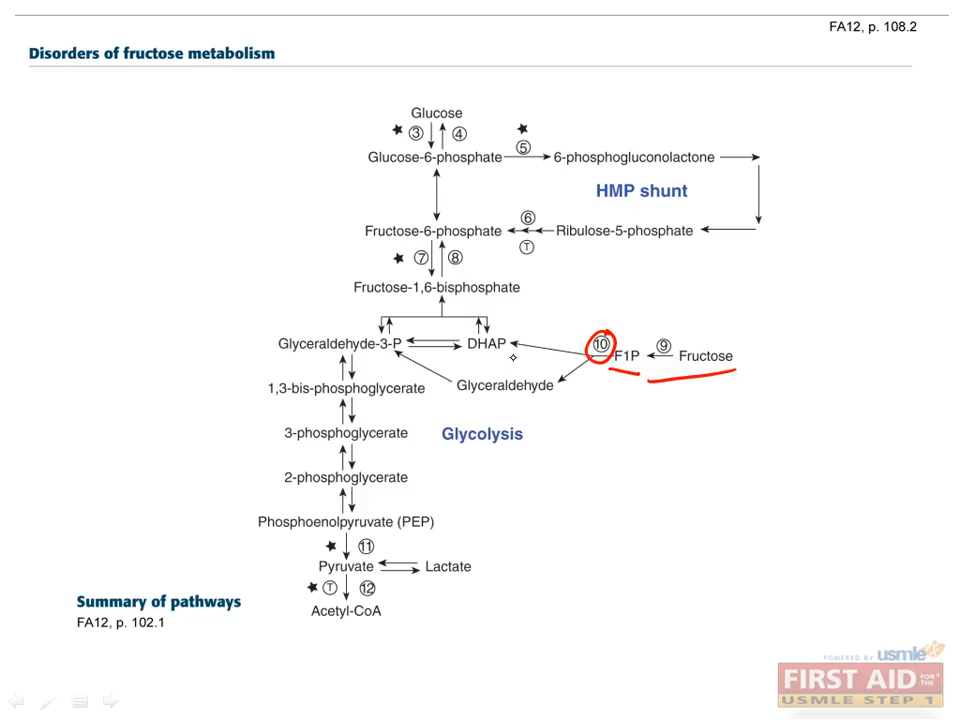 FA12, p. 108.2
Disorders of fructose metabolism
Glucose
③ ④
⑤
Glucose-6-phosphate
6-phosphogluconolactone
HMP shunt
⑥
Fructose-6-phosphate
Ribulose-5-phosphate
Ⓣ
⑦ ⑧
Fructose-1,6-bisphosphate
Glyceraldehyde-3-P
DHAP
⑩
⑨
F1P
Fructose
1,3-bis-phosphoglycerate
Glyceraldehyde
3-phosphoglycerate
Glycolysis
2-phosphoglycerate
Phosphoenolpyruvate (PEP)
⑪
Pyruvate
Lactate
Ⓣ ⑫
Acetyl-CoA
Summary of pathways
FA12, p. 102.1
POWERED BY usmle
FIRST AID FOR THE
USMLE STEP 1